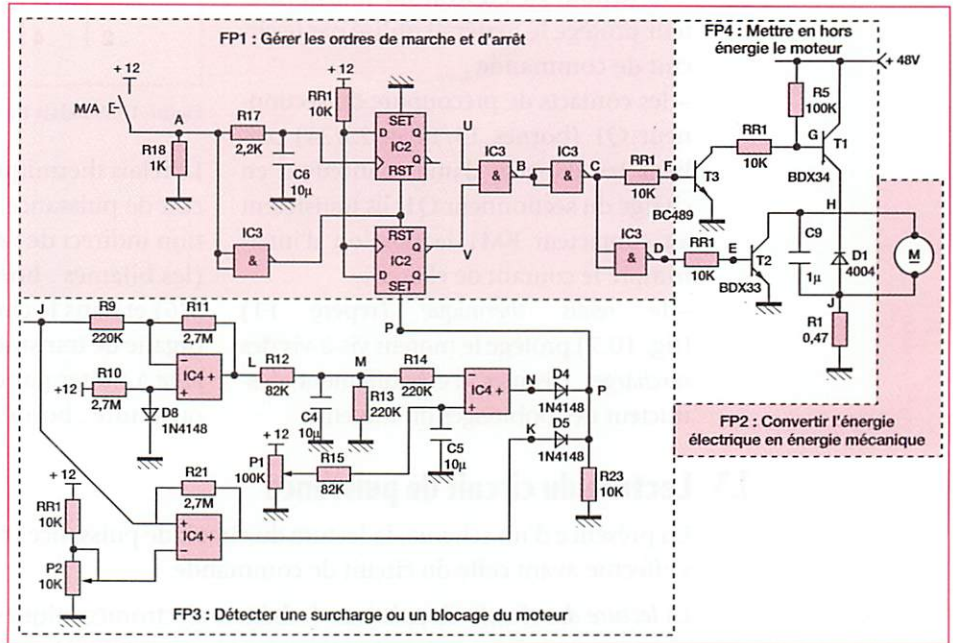 FP1 : Gérer les ordres de marche et d'arrêt
FP4 : Mettre en hors
énergie le moteur
+ 48V
+ 12
M/A
A
R18
1K
R17
2,2K
C6
10µ
+ 12
RR1
10K
SET
IC2
Q
Q
RST
U
RST
IC2
Q
Q
SET
V
IC3
&
IC3
&
B
IC3
&
C
IC3
&
D
RR1
10K
F
T3
BC489
RR1
10K
R5
100K
G
T1
BDX34
RR1
10K
E
T2
BDX33
H
C9
1µ
D1
4004
M
J
R1
0,47
FP2 : Convertir l'énergie
électrique en énergie mécanique
J
R9
220K
R11
2,7M
+12
R10
2,7M
D8
1N4148
IC4
L
R12
82K
C4
10µ
M
R13
220K
R14
220K
IC4
C5
10µ
P
N
D4
1N4148
P
K
D5
1N4148
R23
10K
+ 12
P1
100K
R15
82K
R21
2,7M
IC4
+ 12
RR1
10K
P2
10K
FP3 : Détecter une surcharge ou un blocage du moteur